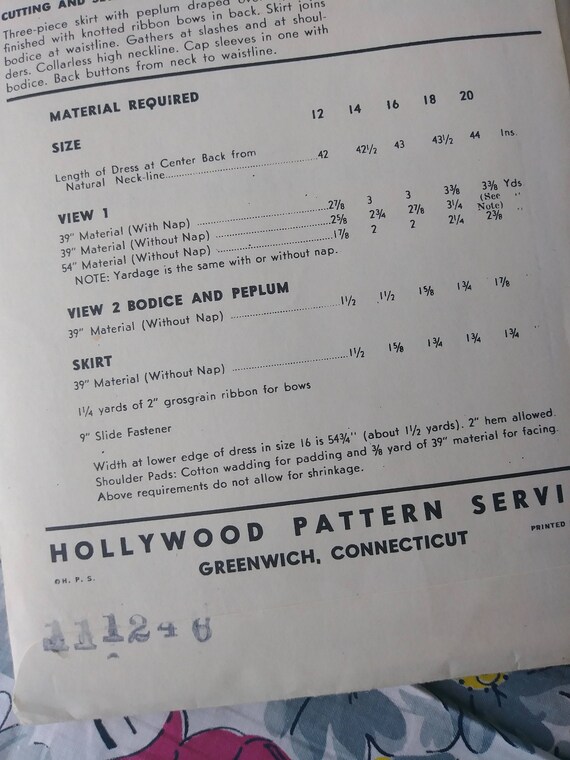 CUTTING AND
Three-piece skirt with peplum draped
finished with knotted ribbon bows in back. Skirt joins
bodice at waistline. Gathers at slashes and at shoul-
ders. Collarless high neckline. Cap sleeves in one with
bodice. Back buttons from neck to waistline.
MATERIAL REQUIRED
SIZE 12 14 16 18 20
Length of Dress at Center Back from
Natural Neck-line 42 42½ 43 43½ 44 Ins.
VIEW 1
39" Material (With Nap) 2⅞ 3 3 3⅜ 3⅜ Yds
39" Material (Without Nap) 2⅝ 2¾ 2⅞ 3¼ (See Note) "
54" Material (Without Nap) 1⅞ 2 2 2¼ 2⅜ "
NOTE: Yardage is the same with or without nap.
VIEW 2 BODICE AND PEPLUM
39" Material (Without Nap) 1½ 1½ 1⅝ 1¾ 1⅞
SKIRT
39" Material (Without Nap) 1½ 1⅝ 1¾ 1¾ 1¾
1¼ yards of 2" grosgrain ribbon for bows
9" Slide Fastener
Width at lower edge of dress in size 16 is 54¾" (about 1½ yards). 2" hem allowed.
Shoulder Pads: Cotton wadding for padding and ⅜ yard of 39" material for facing.
Above requirements do not allow for shrinkage.
HOLLYWOOD PATTERN SERVI
GREENWICH, CONNECTICUT
©H. P. S.
PRINTED
111246